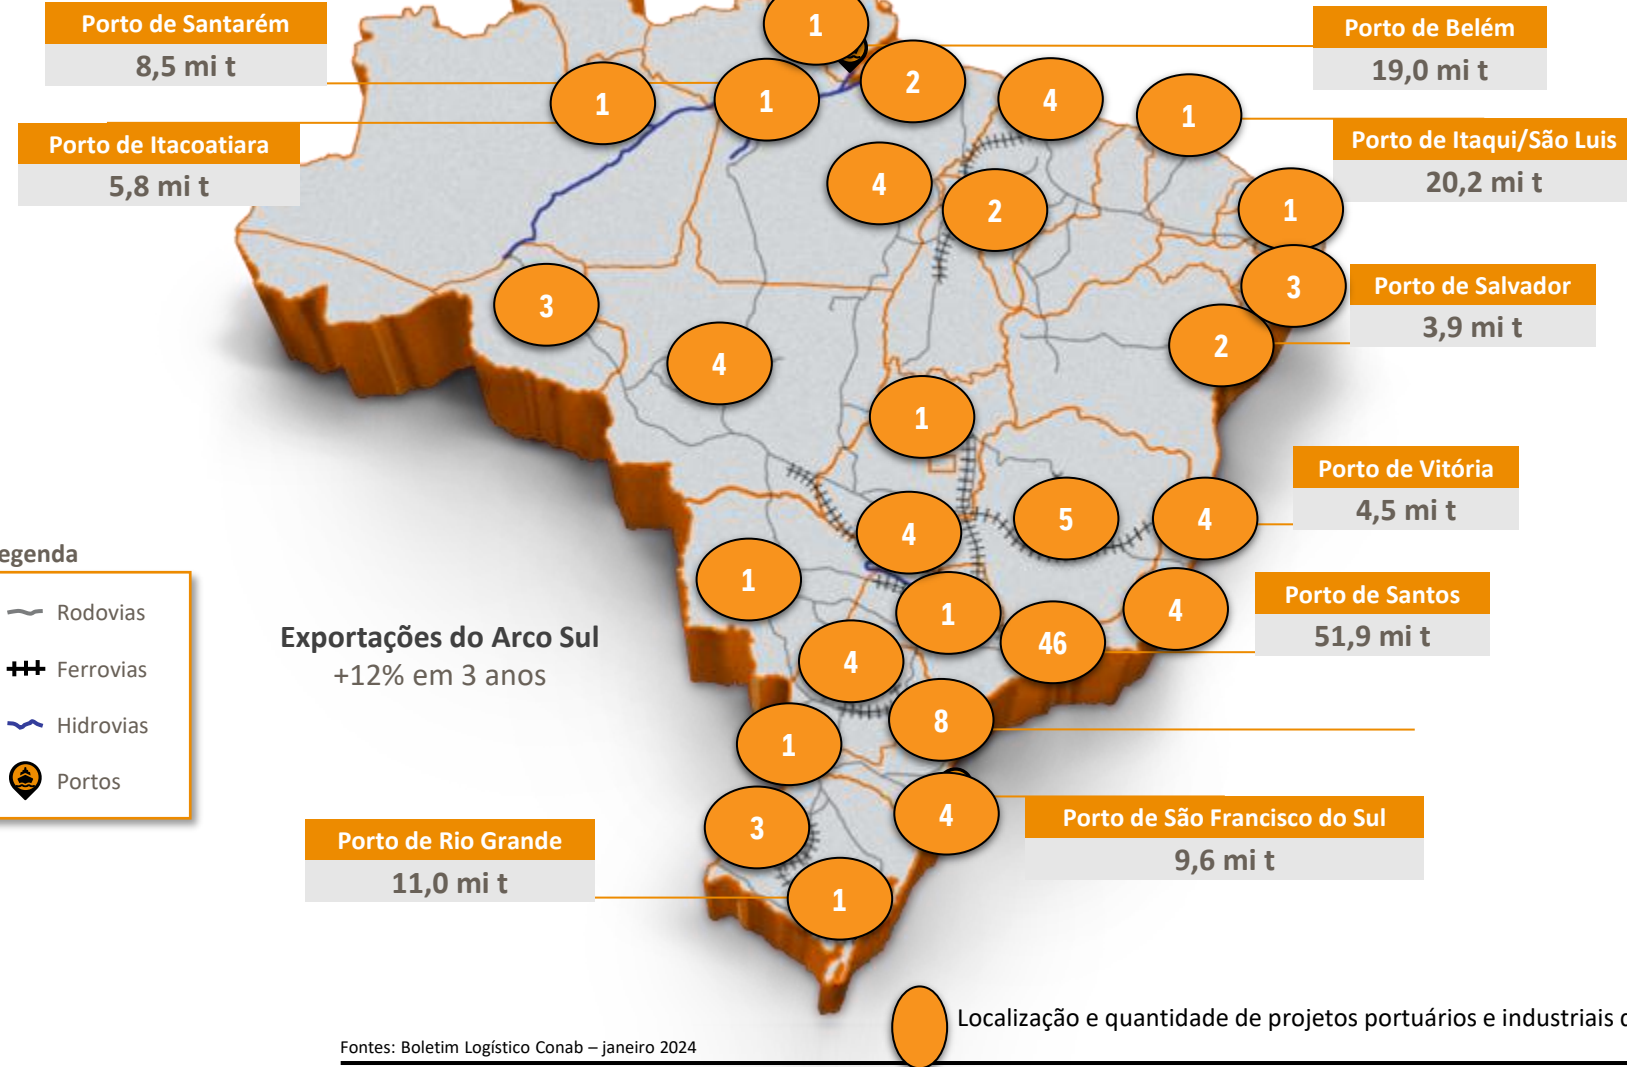 Porto de Santarém
8,5 mi t
Porto de Belém
19,0 mi t
Porto de Itacoatiara
5,8 mi t
Porto de Itaqui/São Luis
20,2 mi t
1
2
1
1
4
1
4
2
1
3
Porto de Salvador
3,9 mi t
3
2
4
1
Porto de Vitória
4,5 mi t
4
5
4
egenda
Rodovias
Ferrovias
Hidrovias
Portos
Exportações do Arco Sul
+12% em 3 anos
1
1
4
46
Porto de Santos
51,9 mi t
4
8
1
3
4
Porto de São Francisco do Sul
9,6 mi t
Porto de Rio Grande
11,0 mi t
1
Localização e quantidade de projetos portuários e industriais
Fontes: Boletim Logístico Conab – janeiro 2024